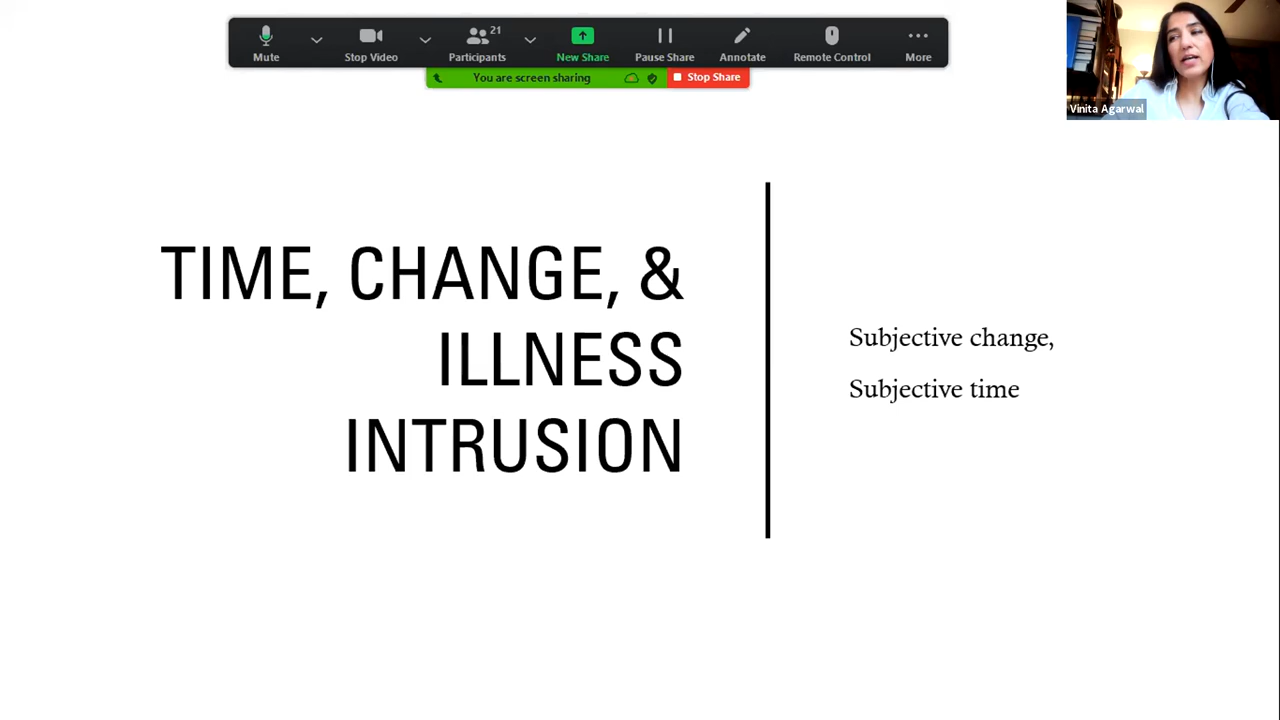 21
Mute
Stop Video
Participants
New Share
Pause Share
Annotate
Remote Control
More
You are screen sharing
Stop Share
Vinita Agarwal
TIME, CHANGE, &
ILLNESS
INTRUSION
Subjective change,
Subjective time